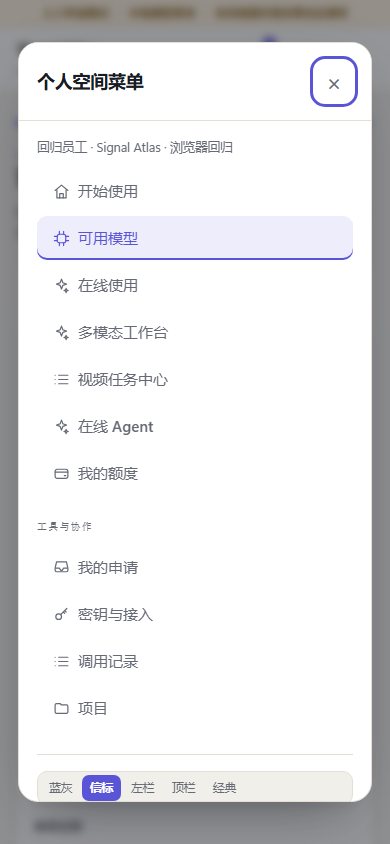 个人空间菜单
×
回归员工 · Signal Atlas · 浏览器回归
开始使用
可用模型
在线使用
多模态工作台
视频任务中心
在线 Agent
我的额度
工具与协作
我的申请
密钥与接入
调用记录
项目
蓝灰 信标 左栏 顶栏 经典